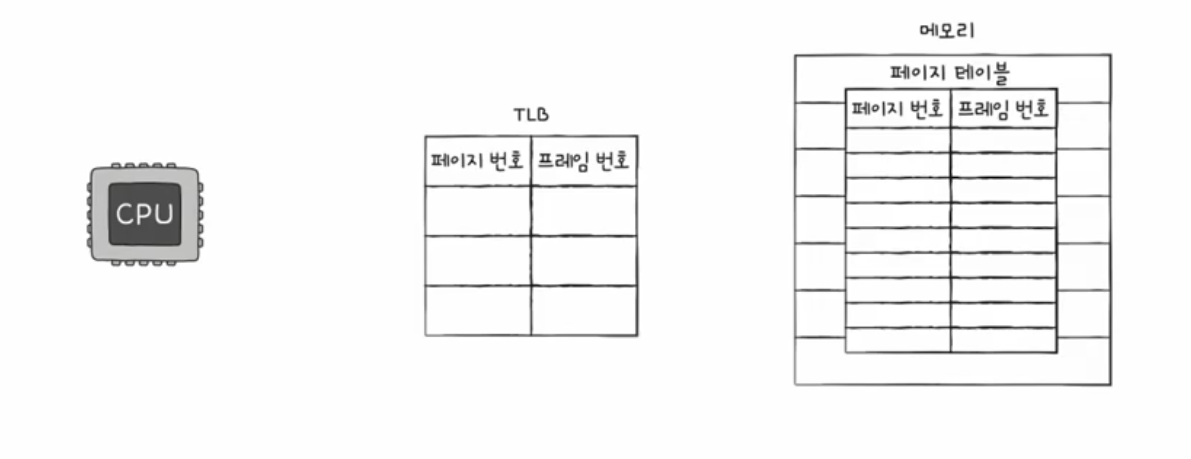 CPU
TLB
페이지 번호 프레임 번호
메모리
페이지 테이블
페이지 번호 프레임 번호